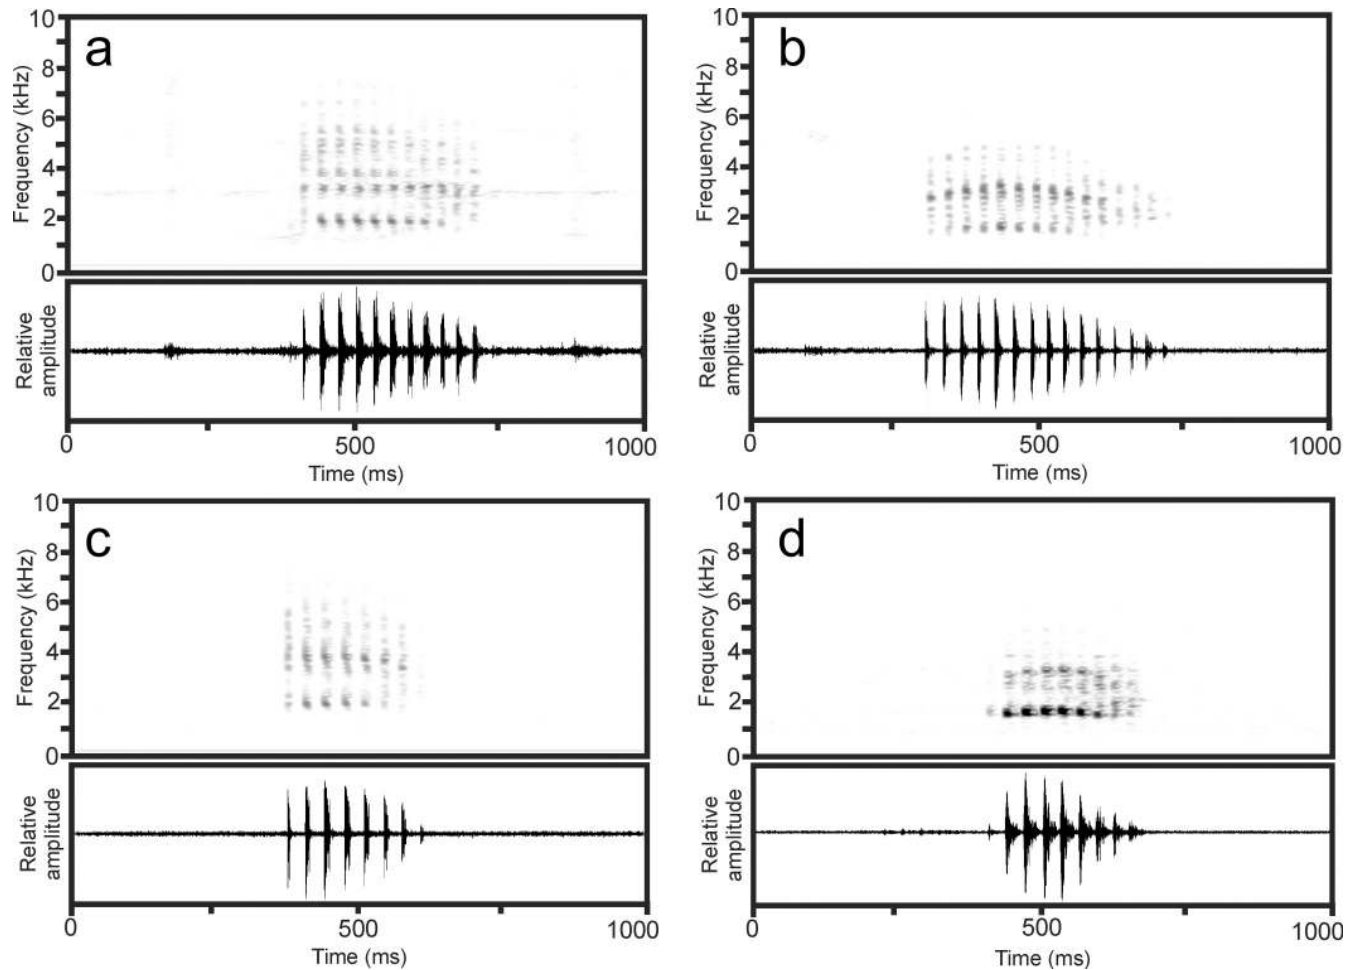 a
10
8
6
4
2
0
Frequency (kHz)
Relative
amplitude
0
500
1000
Time (ms)
b
10
8
6
4
2
0
Frequency (kHz)
Relative
amplitude
0
500
1000
Time (ms)
c
10
8
6
4
2
0
Frequency (kHz)
Relative
amplitude
0
500
1000
Time (ms)
d
10
8
6
4
2
0
Frequency (kHz)
Relative
amplitude
0
500
1000
Time (ms)